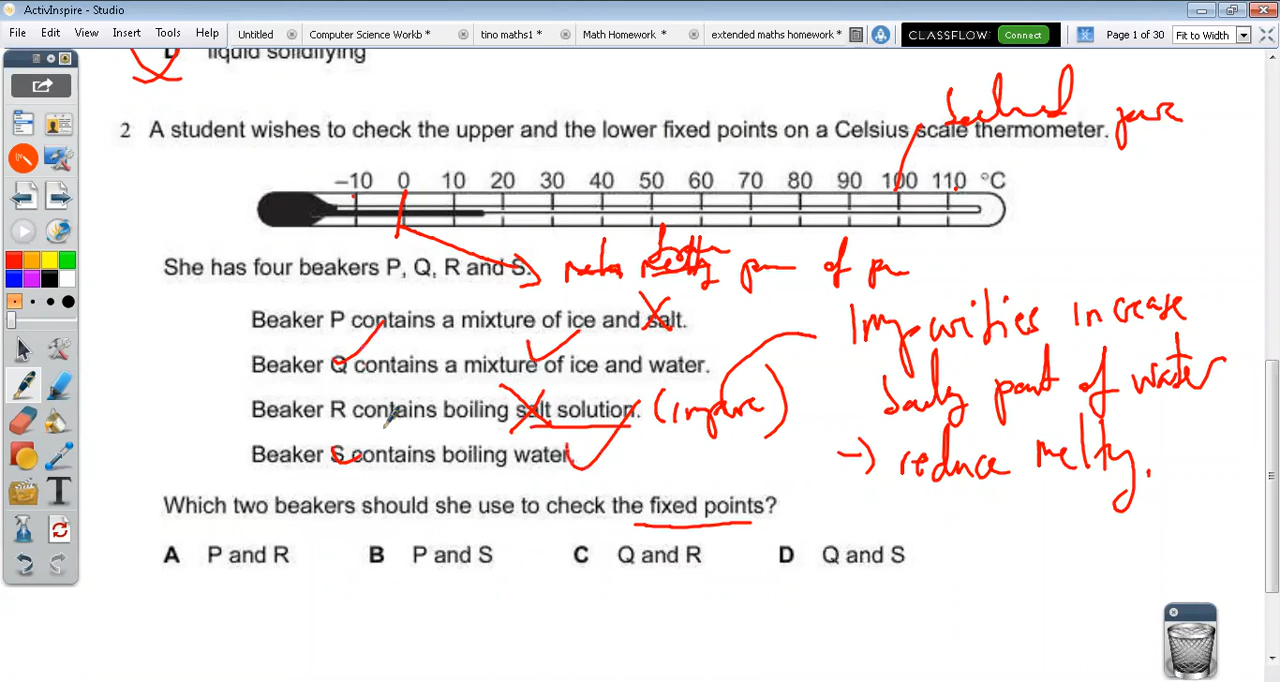 ActivInspire - Studio
File Edit View Insert Tools Help Untitled Computer Science Workb * tino maths1 * Math Homework * extended maths homework * CLASSFLOW Connect Page 1 of 30 Fit to Width
D liquid solidifying
2 A student wishes to check the upper and the lower fixed points on a Celsius scale thermometer.
pure
–10 0 10 20 30 40 50 60 70 80 90 100 110 °C
She has four beakers P, Q, R and S.
of
Beaker P contains a mixture of ice and salt.
Beaker Q contains a mixture of ice and water.
Beaker R contains boiling salt solution. (impure)
Beaker S contains boiling water.
Impurities increase
point of water
→ reduce melty.
Which two beakers should she use to check the fixed points?
A P and R B P and S C Q and R D Q and S